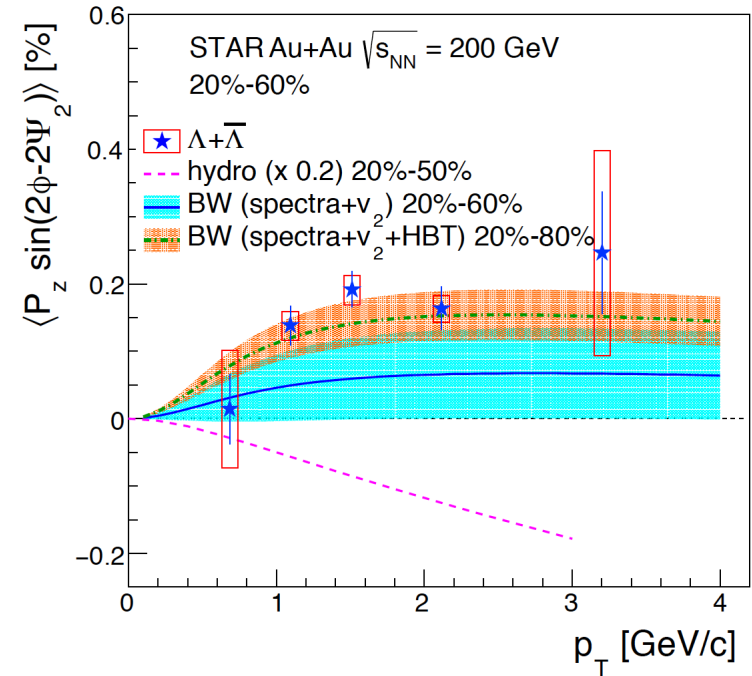 ⟨P_z sin(2φ-2Ψ_2)⟩ [%]
0.6
0.4
0.2
0
−0.2
STAR Au+Au √s_NN = 200 GeV
20%-60%
Λ+Λ̅
hydro (x 0.2) 20%-50%
BW (spectra+v_2) 20%-60%
BW (spectra+v_2+HBT) 20%-80%
0 1 2 3 4
p_T [GeV/c]